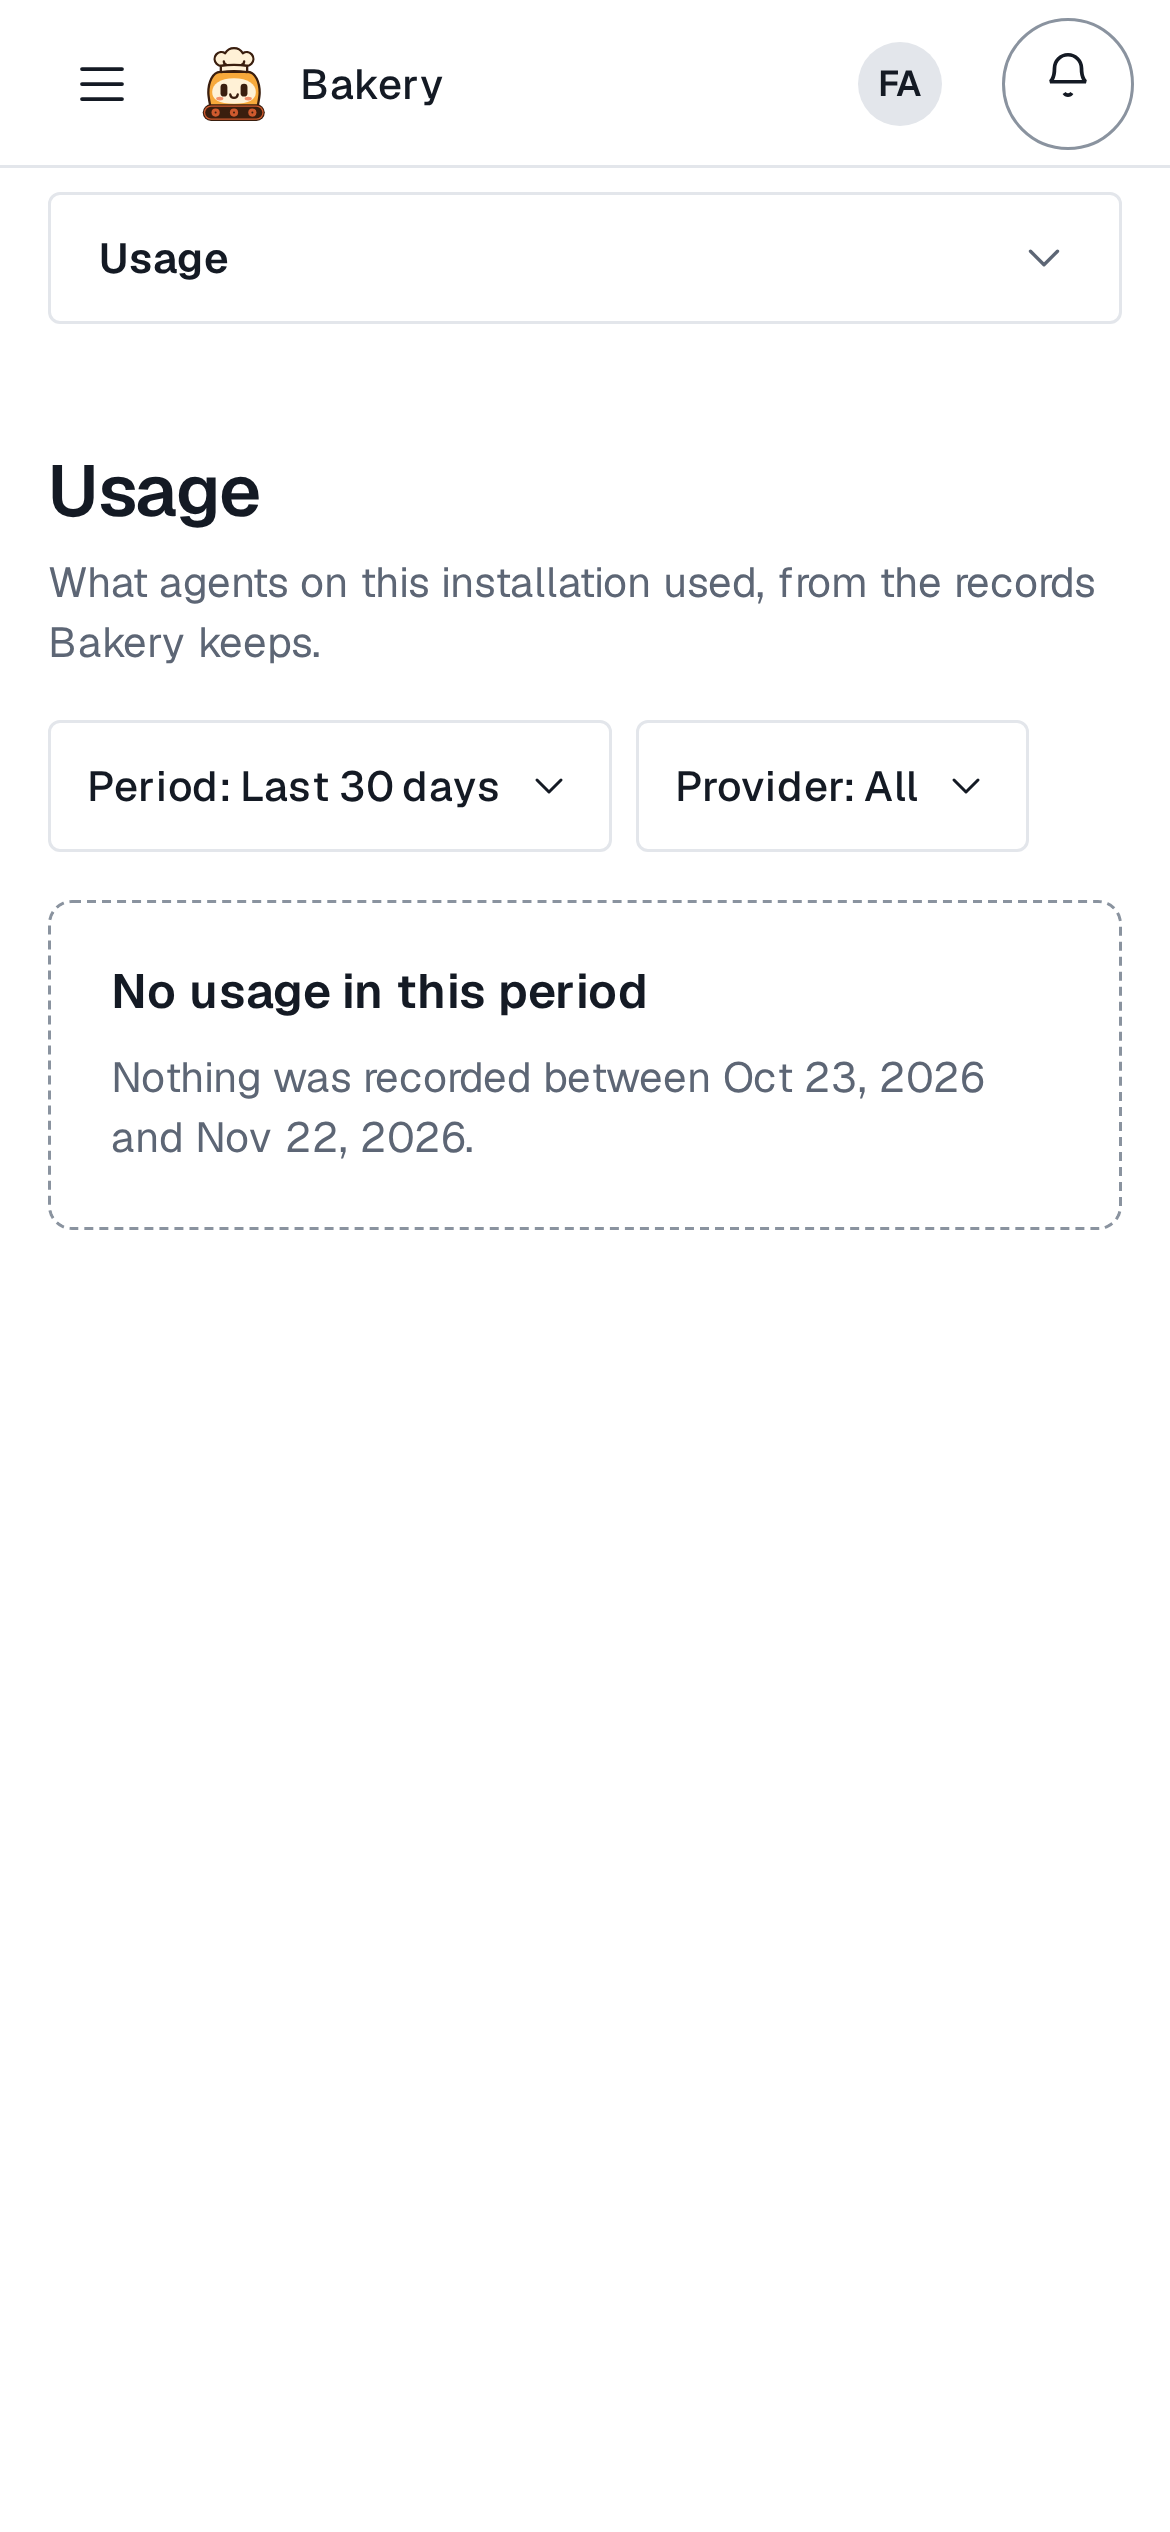 Bakery
FA
Usage
Usage
What agents on this installation used, from the records
Bakery keeps.
Period: Last 30 days
Provider: All
No usage in this period
Nothing was recorded between Oct 23, 2026
and Nov 22, 2026.